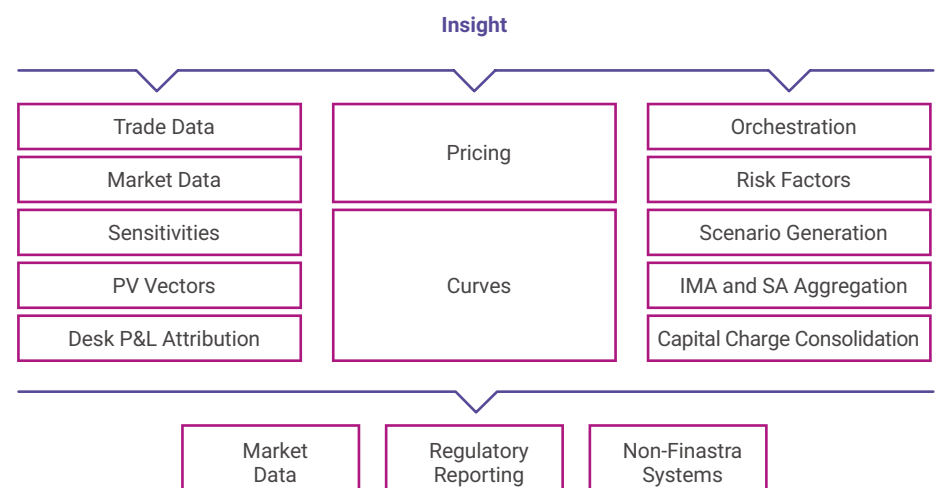 Insight
Trade Data
Market Data
Sensitivities
PV Vectors
Desk P&L Attribution
Pricing
Curves
Orchestration
Risk Factors
Scenario Generation
IMA and SA Aggregation
Capital Charge Consolidation
Market
Data
Regulatory
Reporting
Non-Finastra
Systems